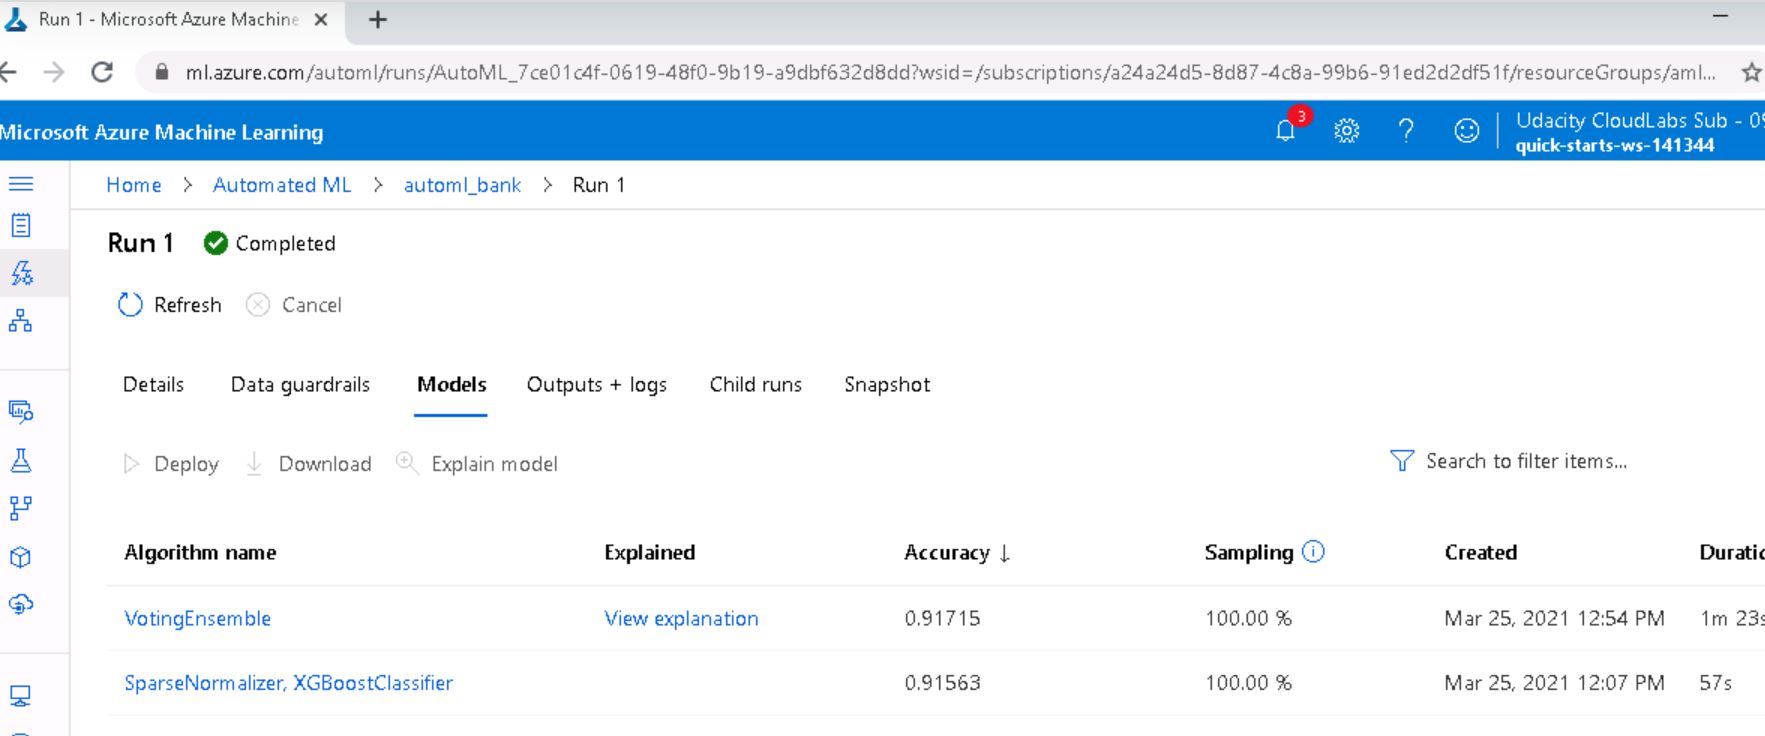 Run 1 - Microsoft Azure Machine
ml.azure.com/automl/runs/AutoML_7ce01c4f-0619-48f0-9b19-a9dbf632d8dd?wsid=/subscriptions/a24a24d5-8d87-4c8a-99b6-91ed2d2df51f/resourceGroups/aml...
Microsoft Azure Machine Learning
3
Udacity CloudLabs Sub - 09
quick-starts-ws-141344
Home > Automated ML > automl_bank > Run 1
Run 1 Completed
Refresh Cancel
Details Data guardrails Models Outputs + logs Child runs Snapshot
Deploy Download Explain model Search to filter items...
Algorithm name Explained Accuracy ↓ Sampling Created Duratio
VotingEnsemble View explanation 0.91715 100.00 % Mar 25, 2021 12:54 PM 1m 23s
SparseNormalizer, XGBoostClassifier 0.91563 100.00 % Mar 25, 2021 12:07 PM 57s